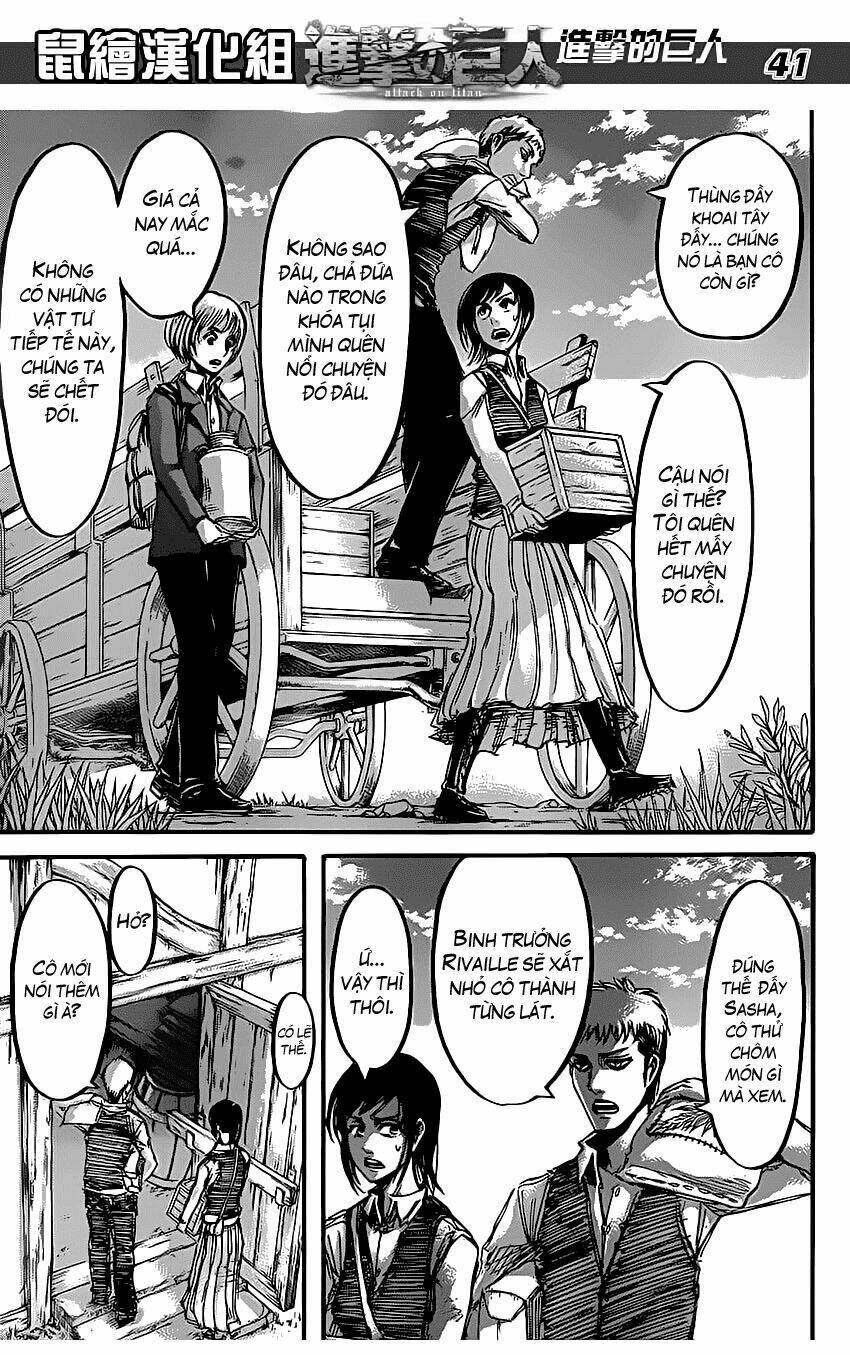 鼠繪漢化組
進撃の巨人
attack on titan
進擊的巨人
41
THÙNG ĐẦY
KHOAI TÂY
ĐẤY... CHÚNG
NÓ LÀ BẠN CÔ
CÒN GÌ?
CẬU NÓI
GÌ THẾ?
TÔI QUÊN
HẾT MẤY
CHUYỆN
ĐÓ RỒI.
KHÔNG SAO
ĐÂU, CHẢ ĐỨA
NÀO TRONG
KHÓA TỤI
MÌNH QUÊN
NỔI CHUYỆN
ĐÓ ĐÂU.
GIÁ CẢ
NAY MẮC
QUÁ...
KHÔNG
CÓ NHỮNG
VẬT TƯ
TIẾP TẾ NÀY,
CHÚNG TA
SẼ CHẾT
ĐÓI.
ĐÚNG
THẾ ĐẤY
SASHA,
CÔ THỬ
CHÔM
MÓN GÌ
MÀ XEM.
BINH TRƯỞNG
RIVAILLE SẼ XẮT
NHỎ CÔ THÀNH
TỪNG LÁT.
Ứ...
VẬY THÌ
THÔI.
CÓ LẼ
THẾ.
HỞ?
CÔ MỚI
NÓI THÊM
GÌ À?